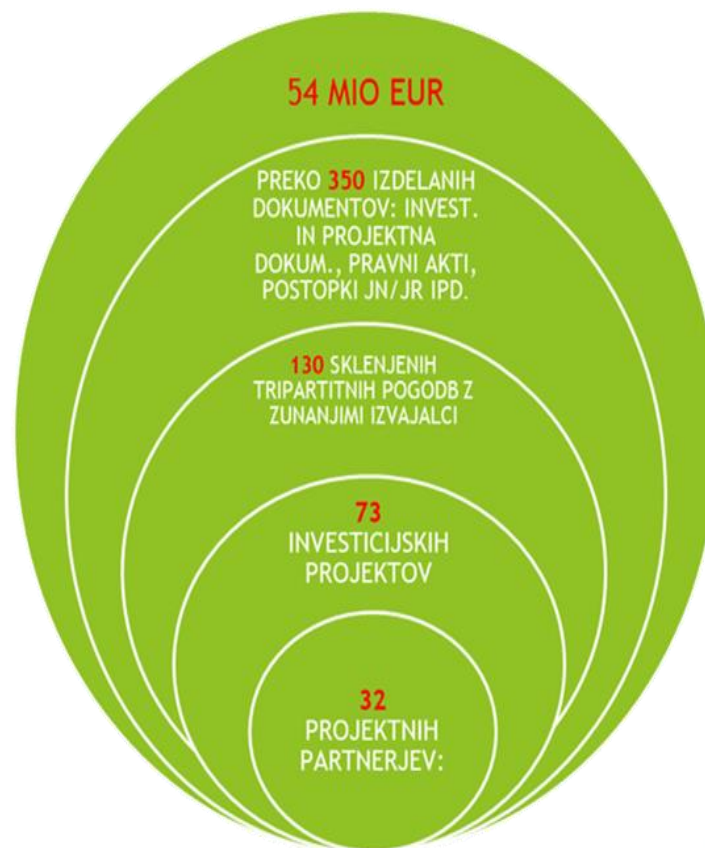 54 MIO EUR
PREKO 350 IZDELANIH
DOKUMENTOV: INVEST.
IN PROJEKTNA
DOKUM., PRAVNI AKTI,
POSTOPKI JN/JR IPD.
130 SKLENJENIH
TRIPARTITNIH POGODB Z
ZUNANJIMI IZVAJALCI
73
INVESTICIJSKIH
PROJEKTOV
32
PROJEKTNIH
PARTNERJEV: